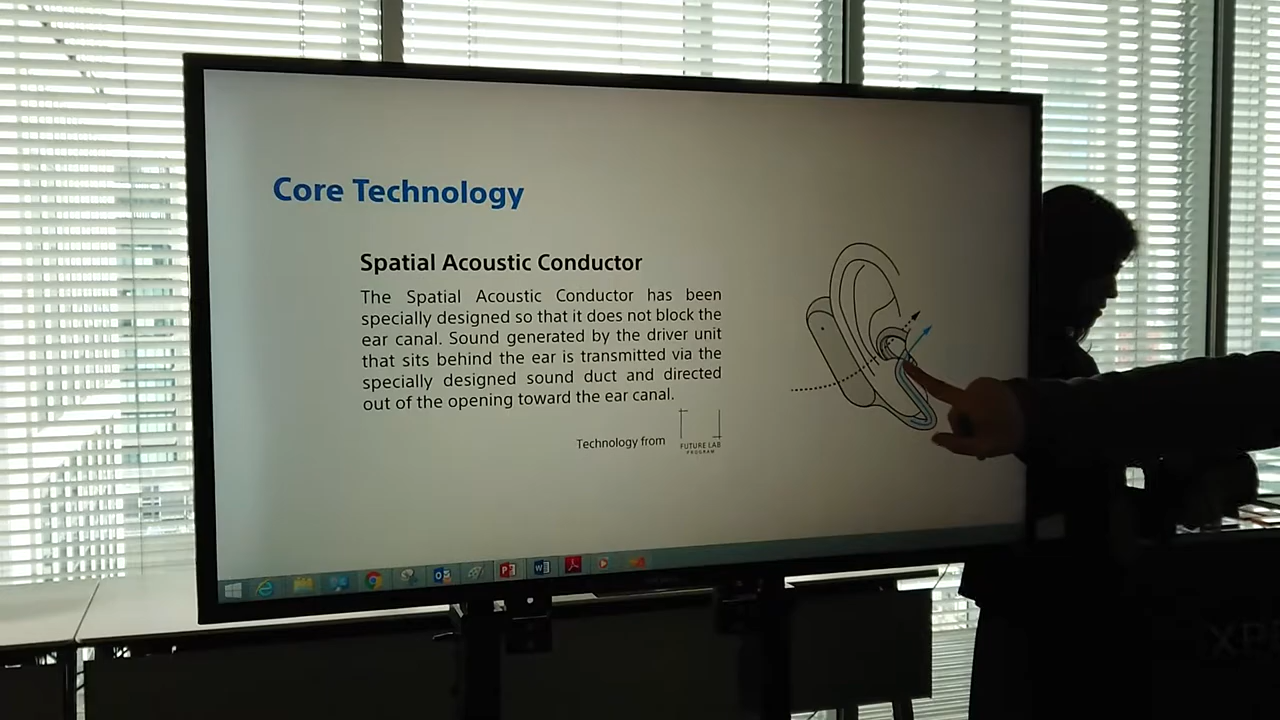 Core Technology
Spatial Acoustic Conductor
The Spatial Acoustic Conductor has been
specially designed so that it does not block the
ear canal. Sound generated by the driver unit
that sits behind the ear is transmitted via the
specially designed sound duct and directed
out of the opening toward the ear canal.
Technology from
FUTURE LAB
PROGRAM